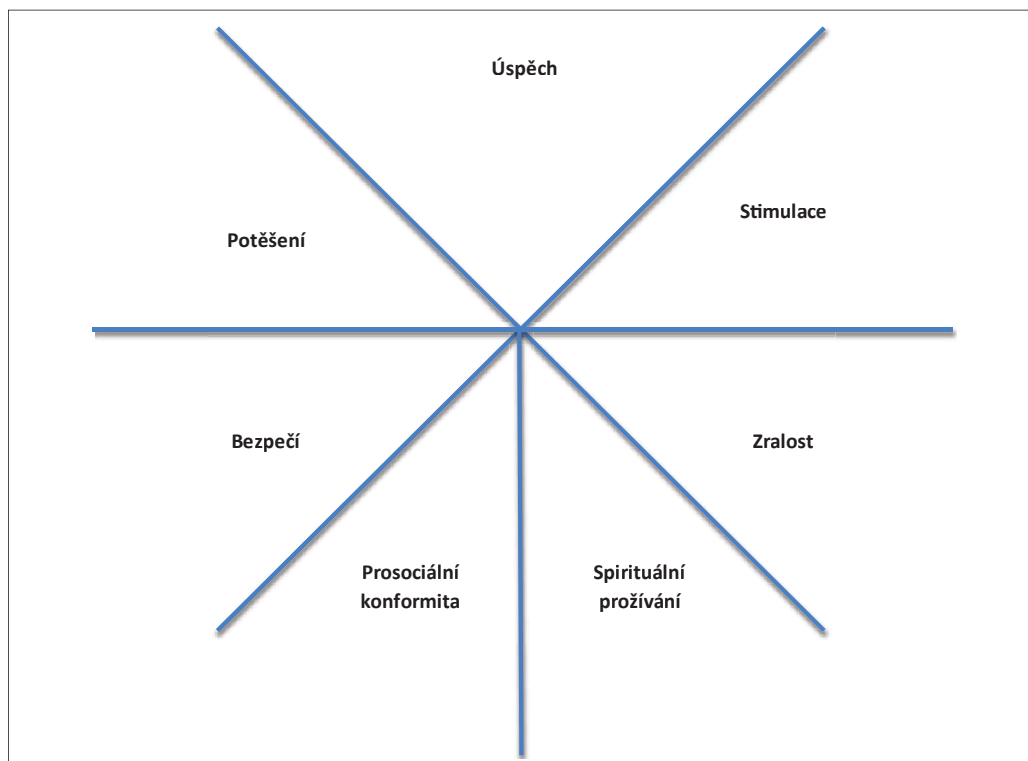 Úspěch
Stimulace
Potěšení
Bezpečí
Zralost
Prosociální
konformita
Spirituální
prožívání